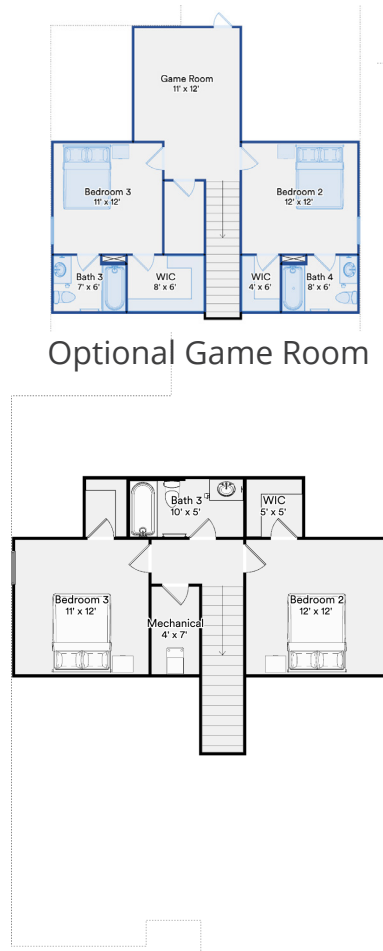 Game Room
11' x 12'
Bedroom 3
11' x 12'
Bedroom 2
12' x 12'
Bath 3
7' x 6'
WIC
8' x 6'
WIC
4' x 6'
Bath 4
8' x 6'
Optional Game Room
Bath 3
10' x 5'
WIC
5' x 5'
Bedroom 3
11' x 12'
Bedroom 2
12' x 12'
Mechanical
4' x 7'